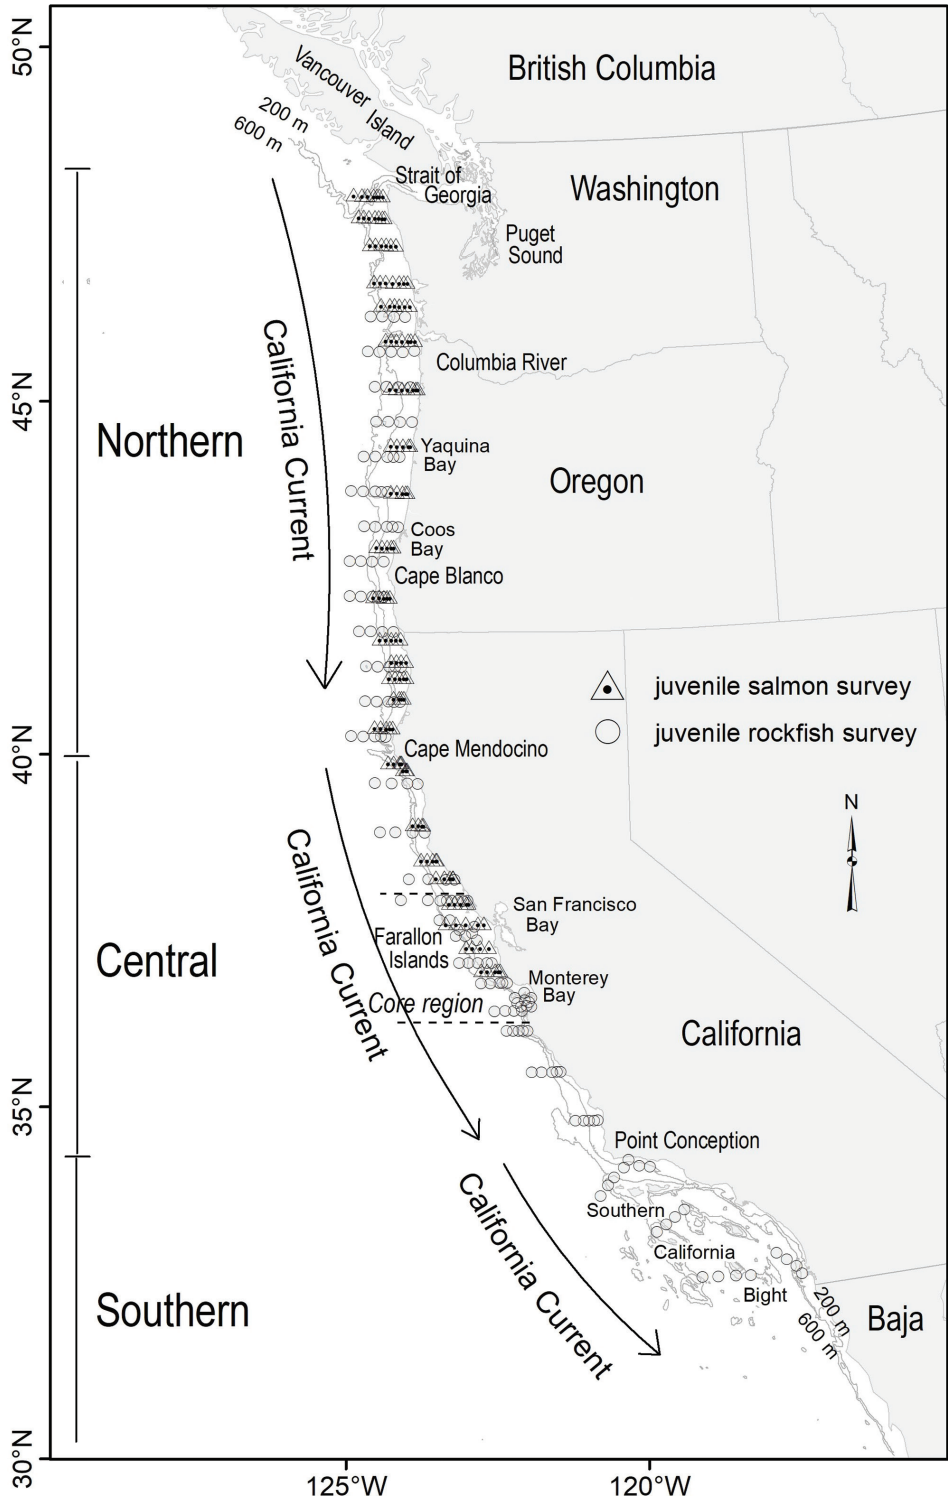 50°N
45°N
40°N
35°N
30°N
125°W
120°W
British Columbia
Vancouver
Island
200 m
600 m
Strait of
Georgia
Washington
Puget
Sound
California Current
Columbia River
Northern
Yaquina
Bay
Oregon
Coos
Bay
Cape Blanco
juvenile salmon survey
juvenile rockfish survey
Cape Mendocino
N
California Current
San Francisco
Bay
Farallon
Islands
Central
Monterey
Bay
Core region
California
Point Conception
California Current
Southern
California
Bight
Southern
200 m
600 m
Baja